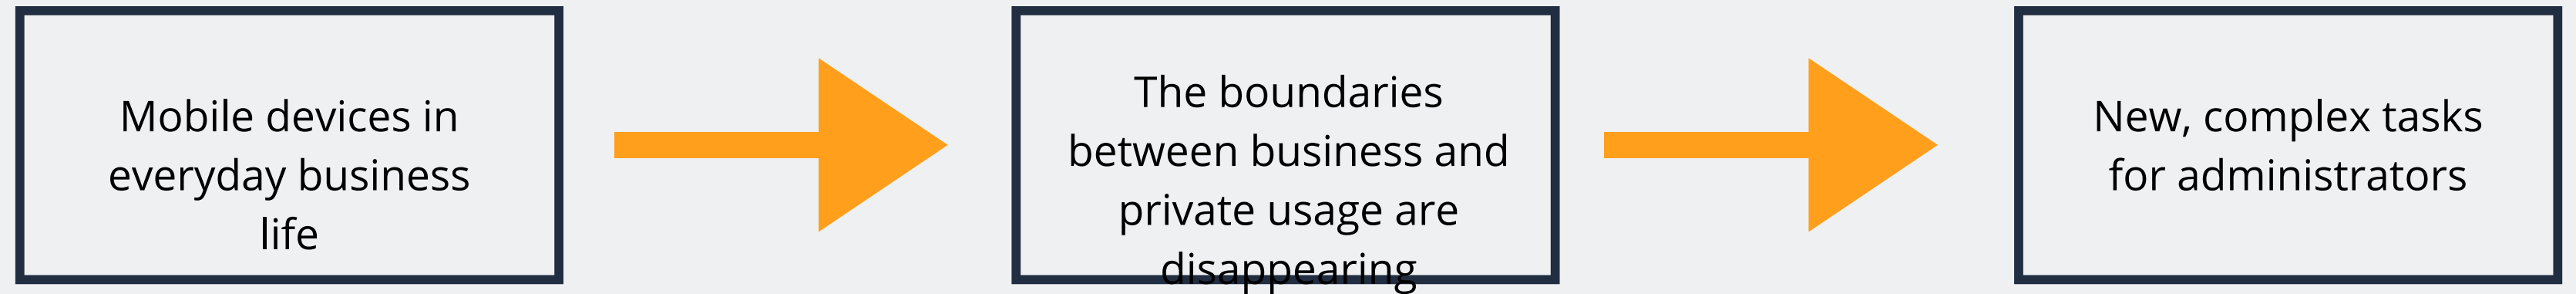 Mobile devices in
everyday business
life
The boundaries
between business and
private usage are
disappearing
New, complex tasks
for administrators